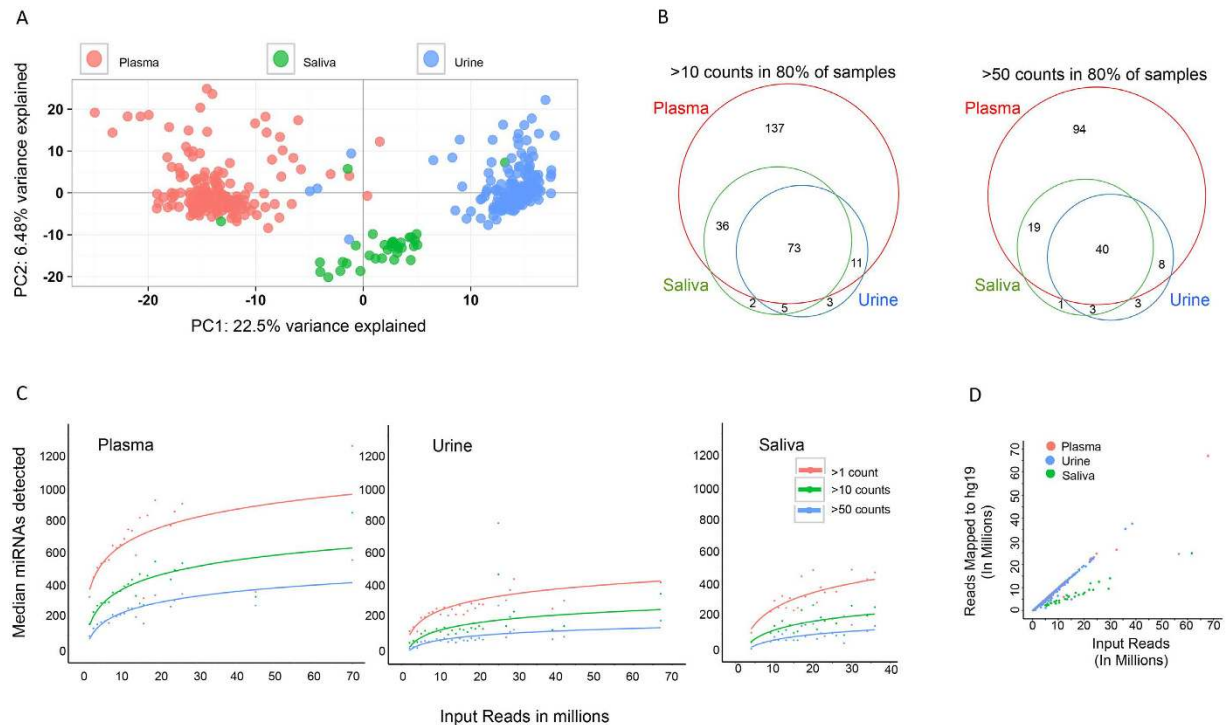 A
Plasma
Saliva
Urine
PC2: 6.48% variance explained
20
10
0
-10
-20
-20
-10
0
10
PC1: 22.5% variance explained
B
>10 counts in 80% of samples
Plasma
137
36
73
11
Saliva
Urine
2
5
3
>50 counts in 80% of samples
Plasma
94
19
40
8
Saliva
Urine
1
3
3
C
Median miRNAs detected
Plasma
1200
1000
800
600
400
200
0
0 10 20 30 40 50 60 70
Urine
1200
1000
800
600
400
200
0
0 10 20 30 40 50 60 70
Saliva
>1 count
>10 counts
>50 counts
1200
1000
800
600
400
200
0
0 10 20 30 40
Input Reads in millions
D
Plasma
Urine
Saliva
Reads Mapped to hg19
(In Millions)
70
60
50
40
30
20
10
0
0 10 20 30 40 50 60 70
Input Reads
(In Millions)